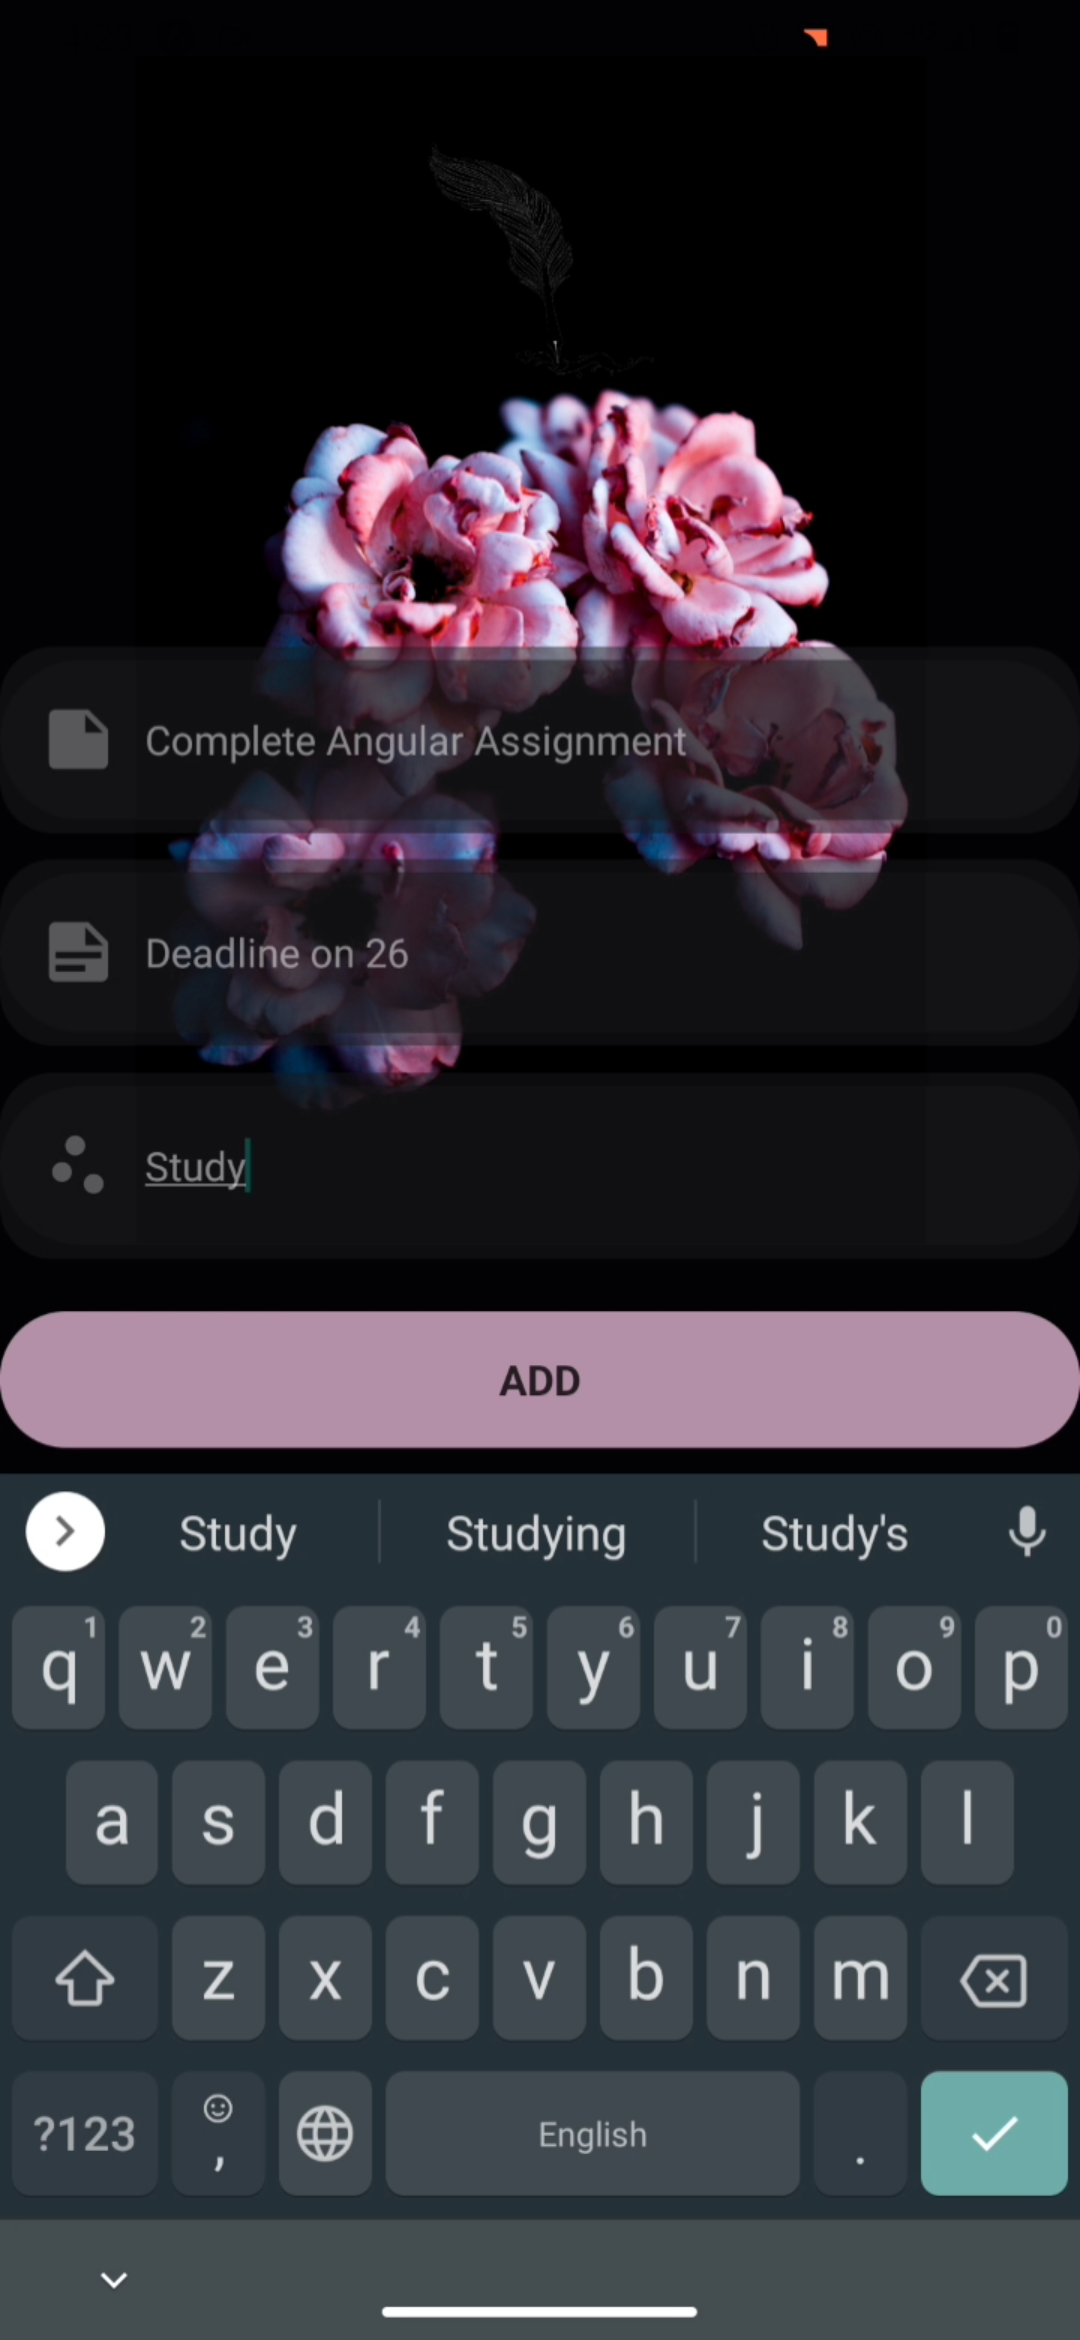 Complete Angular Assignment
Deadline on 26
Study
ADD
Study Studying Study's
1 2 3 4 5 6 7 8 9 0
q w e r t y u i o p
a s d f g h j k l
z x c v b n m
?123 , English .